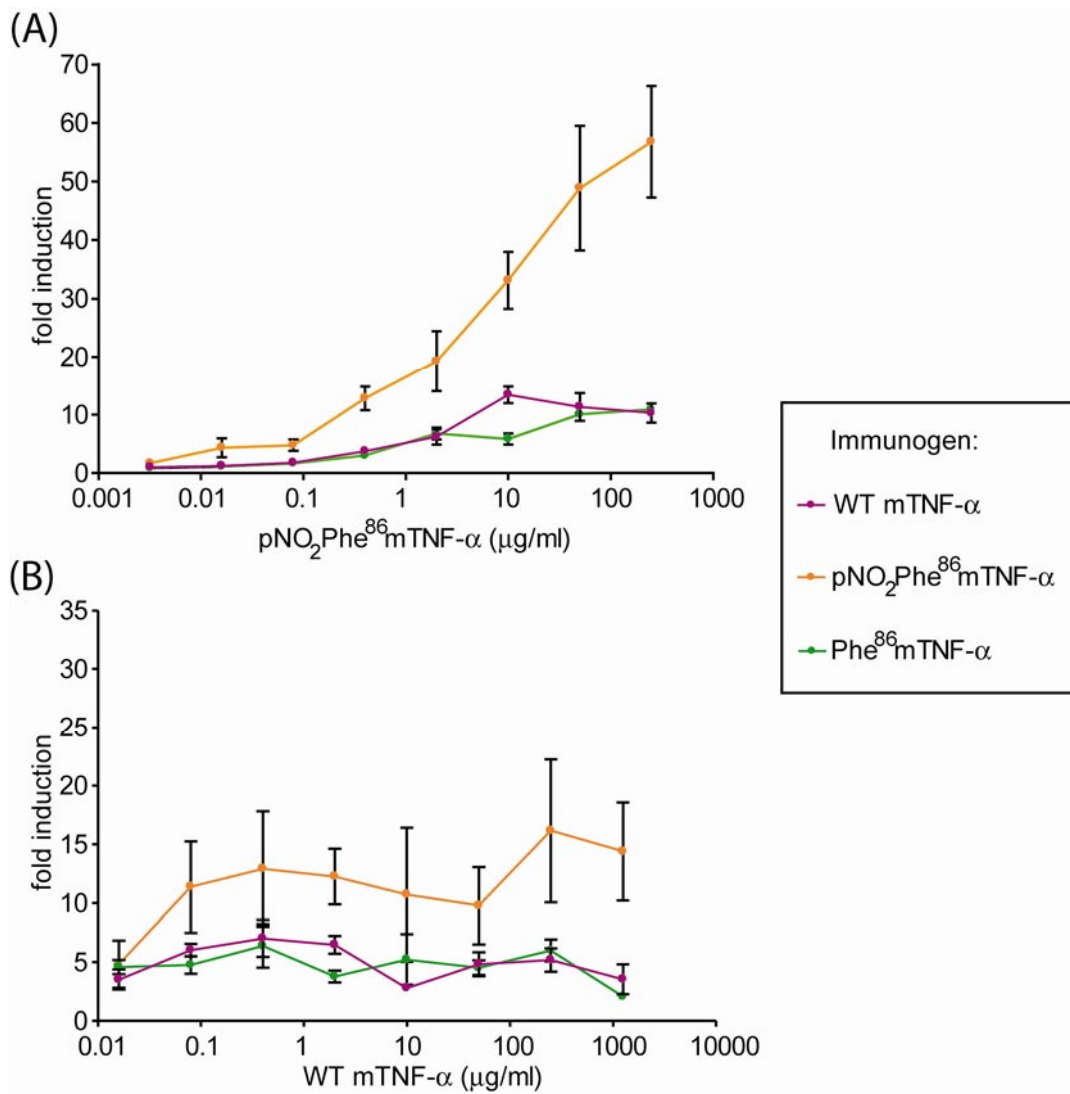 (A)
70
60
50
40
30
20
10
0
fold induction
0.001 0.01 0.1 1 10 100 1000
pNO₂Phe⁸⁶mTNF-α (μg/ml)
Immunogen:
WT mTNF-α
pNO₂Phe⁸⁶mTNF-α
Phe⁸⁶mTNF-α
(B)
35
30
25
20
15
10
5
0
fold induction
0.01 0.1 1 10 100 1000 10000
WT mTNF-α (μg/ml)